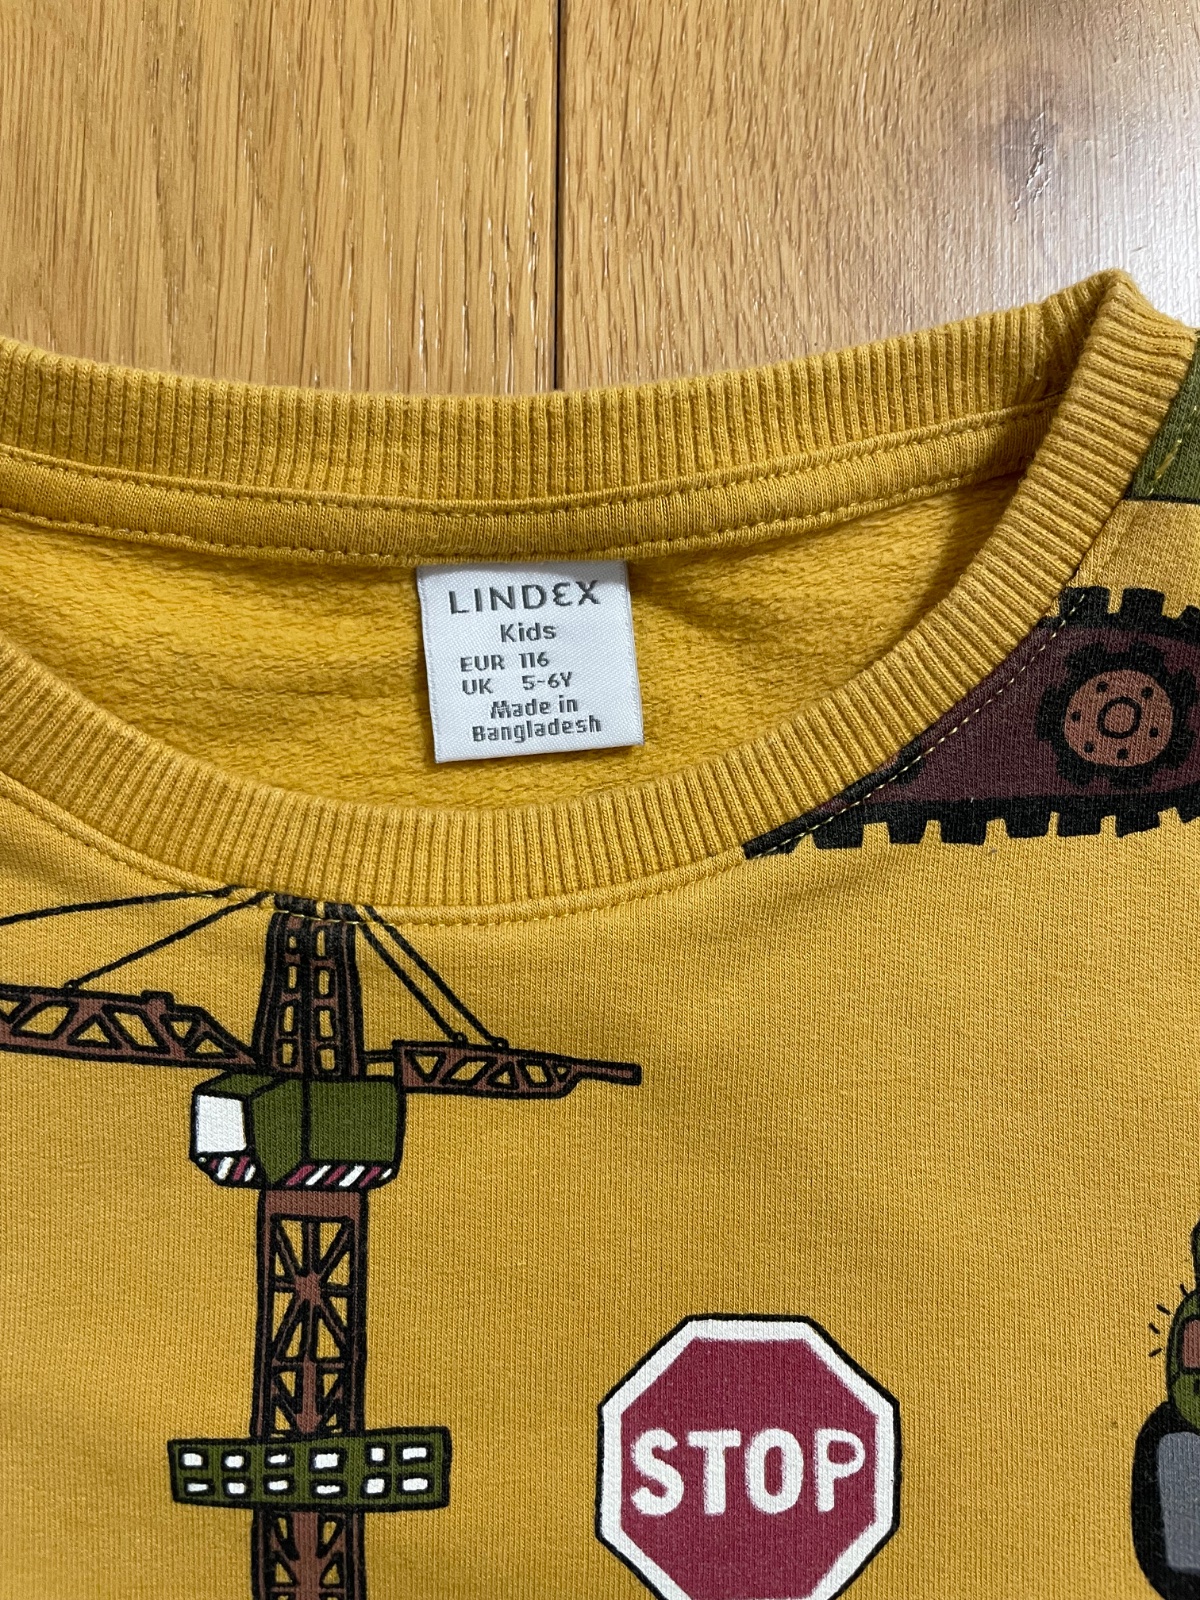 LINDEX
Kids
EUR 116
UK 5-6Y
Made in
Bangladesh
STOP